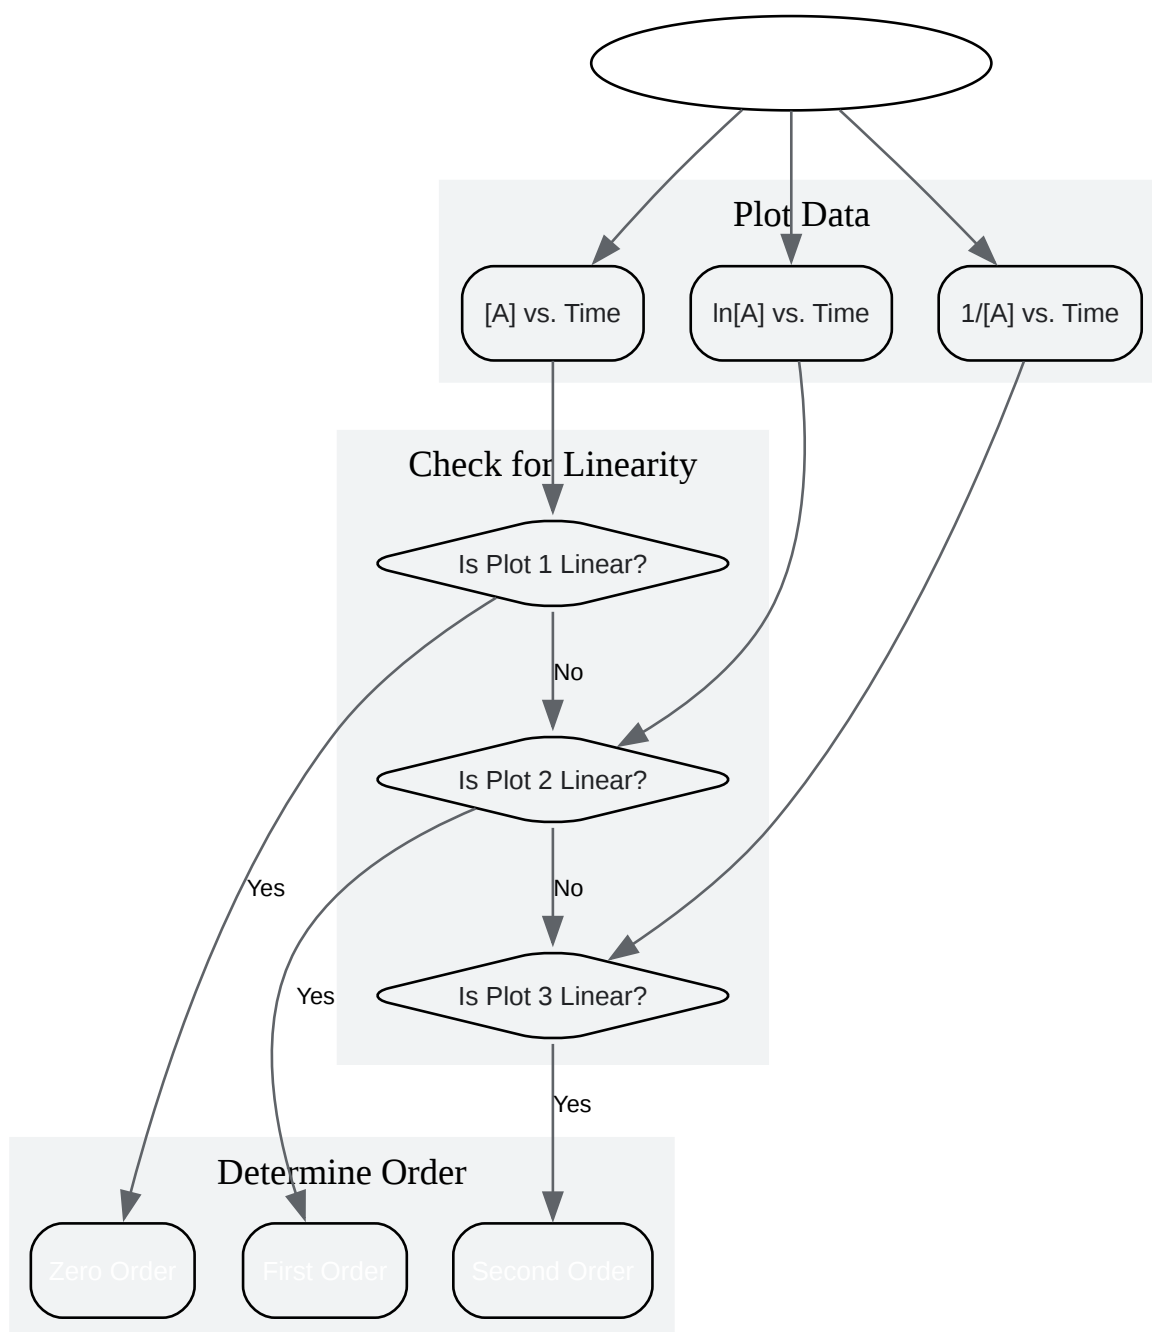 Plot Data
[A] vs. Time
ln[A] vs. Time
1/[A] vs. Time
Check for Linearity
Is Plot 1 Linear?
No
Is Plot 2 Linear?
Yes
No
Yes
Is Plot 3 Linear?
Yes
Determine Order
Zero Order
First Order
Second Order